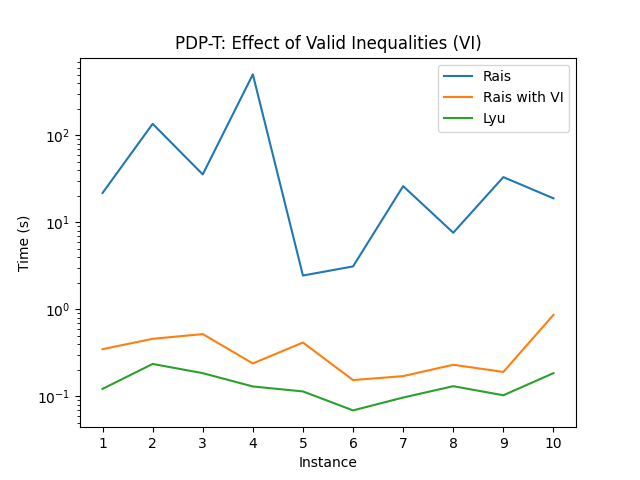 PDP-T: Effect of Valid Inequalities (VI)
Rais
Rais with VI
Lyu
Time (s)
10²
10¹
10⁰
10⁻¹
1 2 3 4 5 6 7 8 9 10
Instance